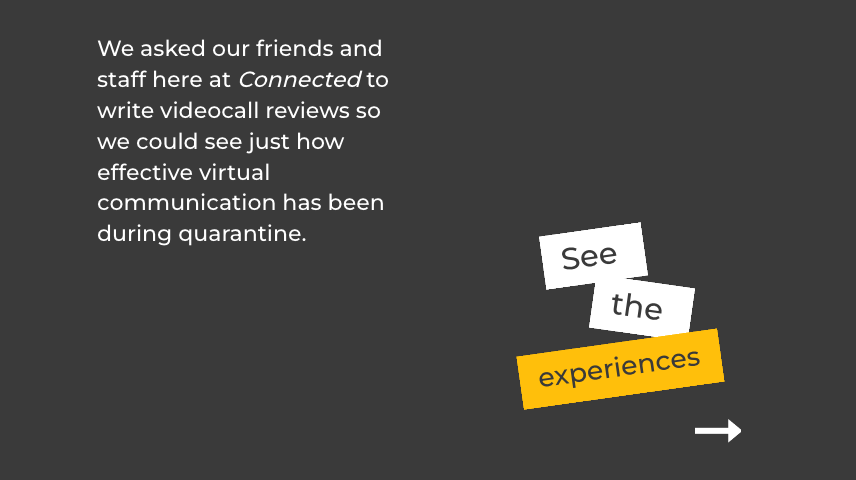 We asked our friends and
staff here at Connected to
write videocall reviews so
we could see just how
effective virtual
communication has been
during quarantine.
See
the
experiences